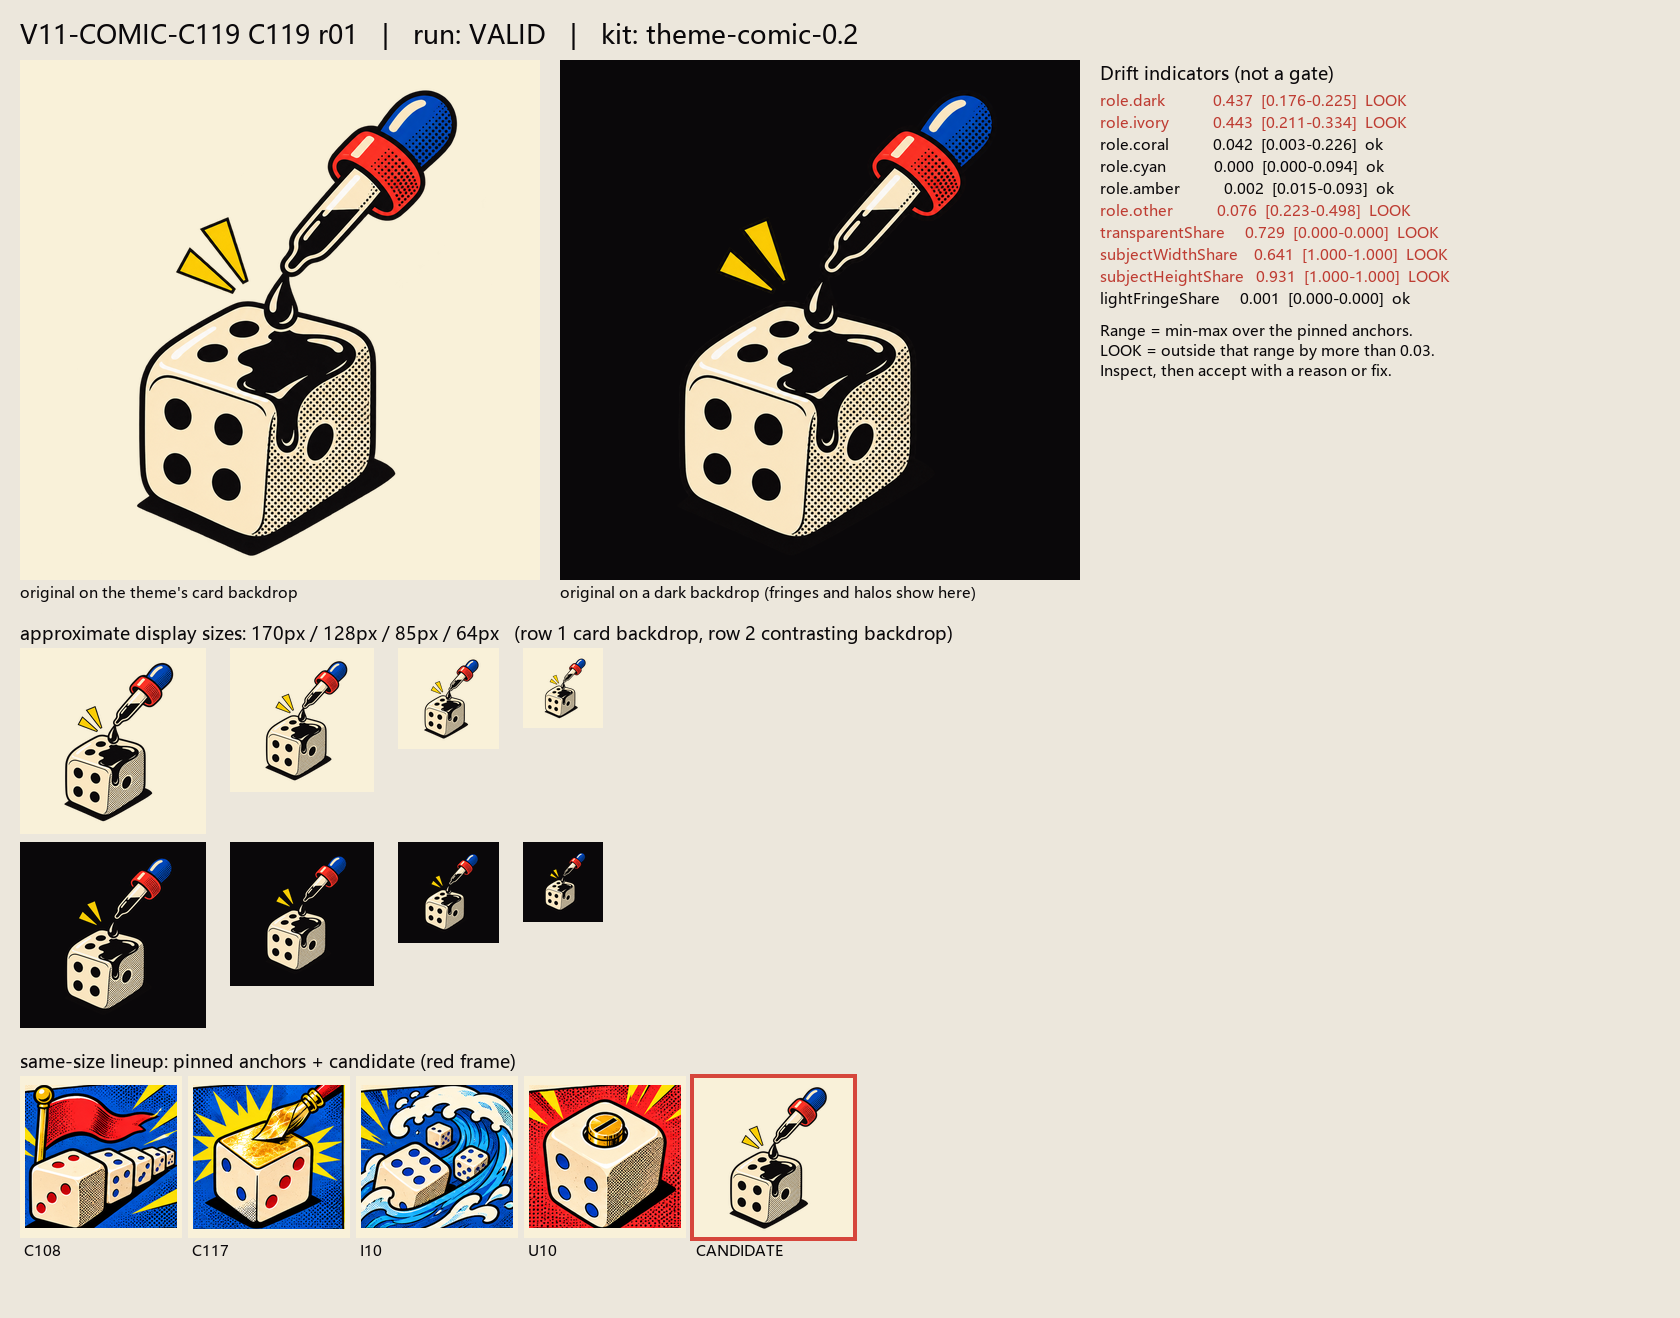 V11-COMIC-C119 C119 r01 | run: VALID | kit: theme-comic-0.2
Drift indicators (not a gate)
role.dark 0.437 [0.176-0.225] LOOK
role.ivory 0.443 [0.211-0.334] LOOK
role.coral 0.042 [0.003-0.226] ok
role.cyan 0.000 [0.000-0.094] ok
role.amber 0.002 [0.015-0.093] ok
role.other 0.076 [0.223-0.498] LOOK
transparentShare 0.729 [0.000-0.000] LOOK
subjectWidthShare 0.641 [1.000-1.000] LOOK
subjectHeightShare 0.931 [1.000-1.000] LOOK
lightFringeShare 0.001 [0.000-0.000] ok
Range = min-max over the pinned anchors.
LOOK = outside that range by more than 0.03.
Inspect, then accept with a reason or fix.
original on the theme's card backdrop
original on a dark backdrop (fringes and halos show here)
approximate display sizes: 170px / 128px / 85px / 64px (row 1 card backdrop, row 2 contrasting backdrop)
same-size lineup: pinned anchors + candidate (red frame)
C108
C117
I10
U10
CANDIDATE